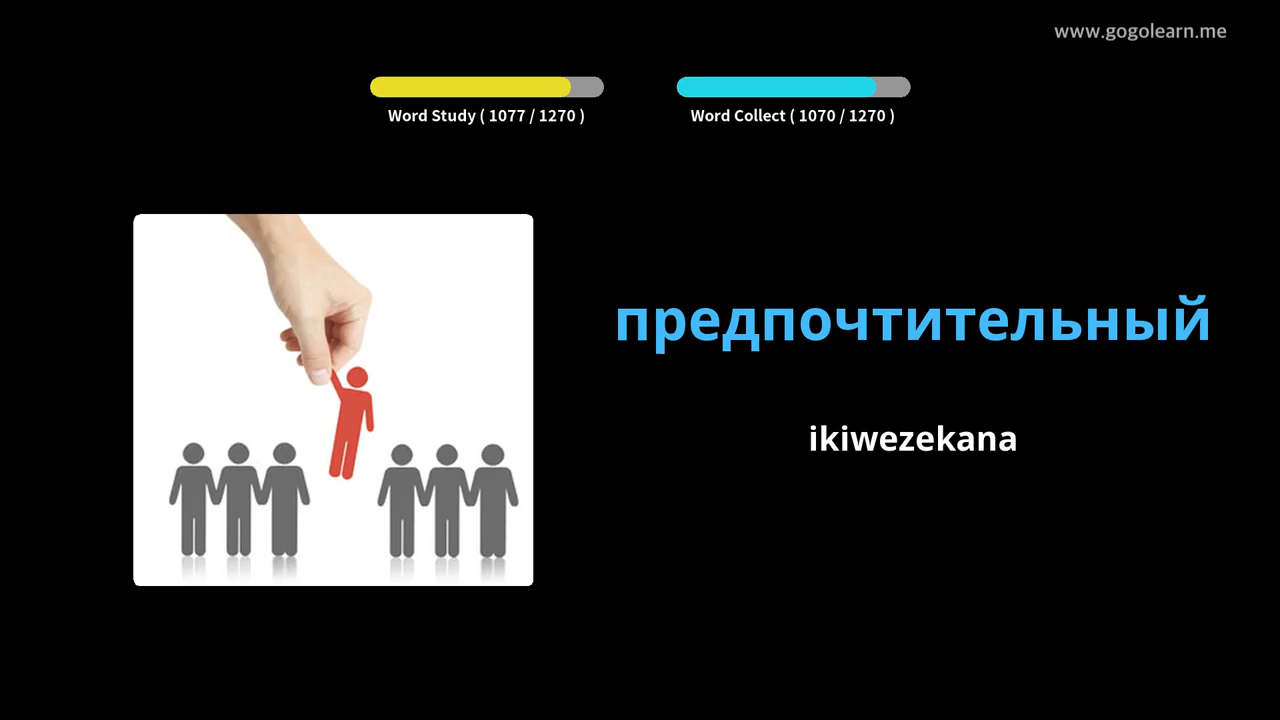 www.gogolearn.me
Word Study ( 1077 / 1270 )
Word Collect ( 1070 / 1270 )
предпочтительный
ikiwezekana